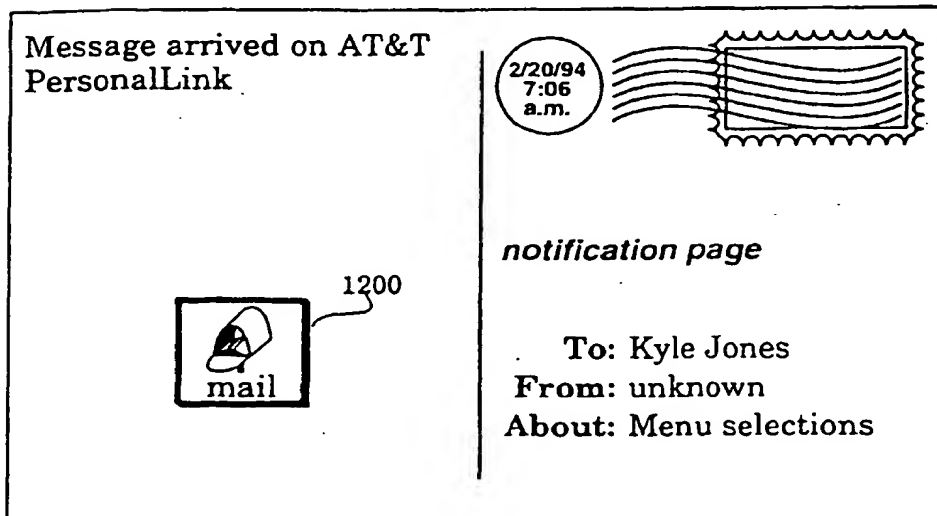 Message arrived on AT&T
PersonalLink
2/20/94
7:06
a.m.
notification page
1200
mail
To: Kyle Jones
From: unknown
About: Menu selections